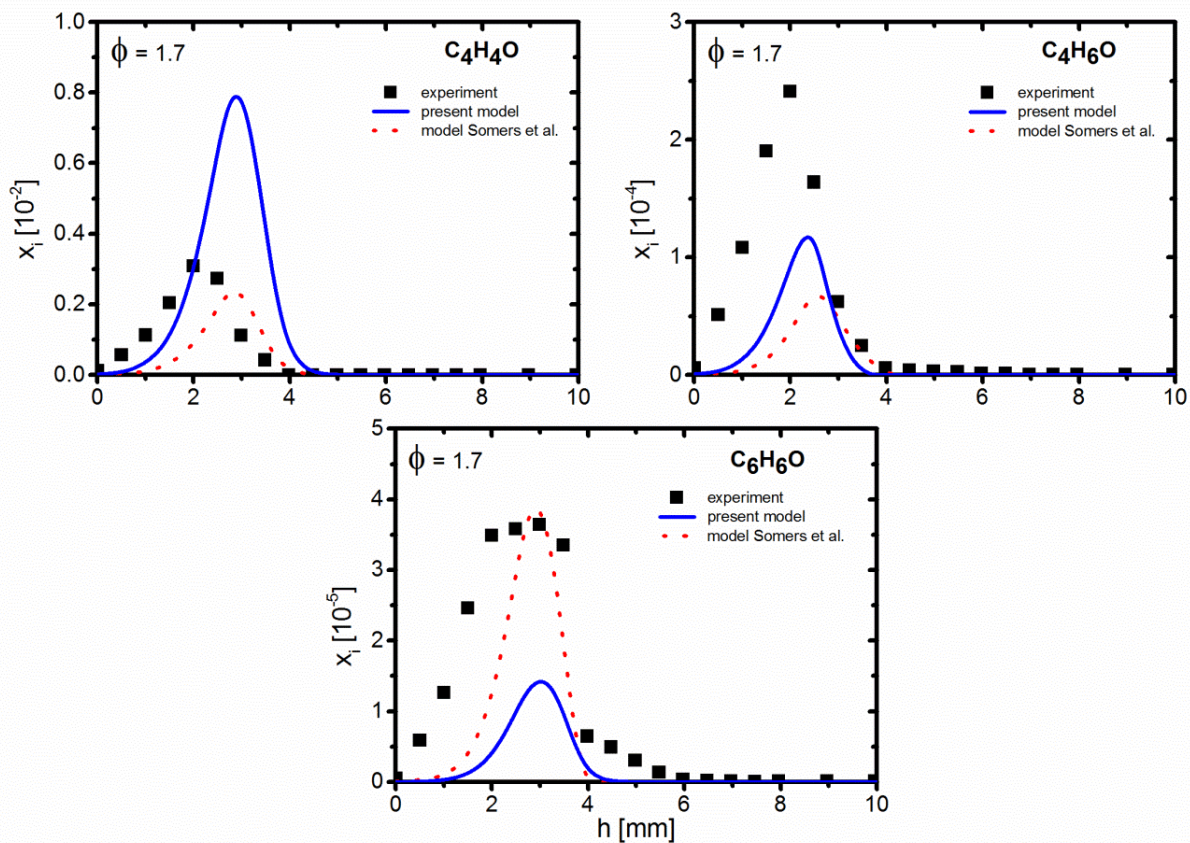 ϕ = 1.7
C₄H₄O
experiment
present model
model Somers et al.
1.0
0.8
0.6
0.4
0.2
0.0
xᵢ [10⁻²]
0 2 4 6 8 10
ϕ = 1.7
C₄H₆O
experiment
present model
model Somers et al.
3
2
1
0
xᵢ [10⁻⁴]
0 2 4 6 8 10
ϕ = 1.7
C₆H₆O
experiment
present model
model Somers et al.
5
4
3
2
1
0
xᵢ [10⁻⁵]
0 2 4 6 8 10
h [mm]